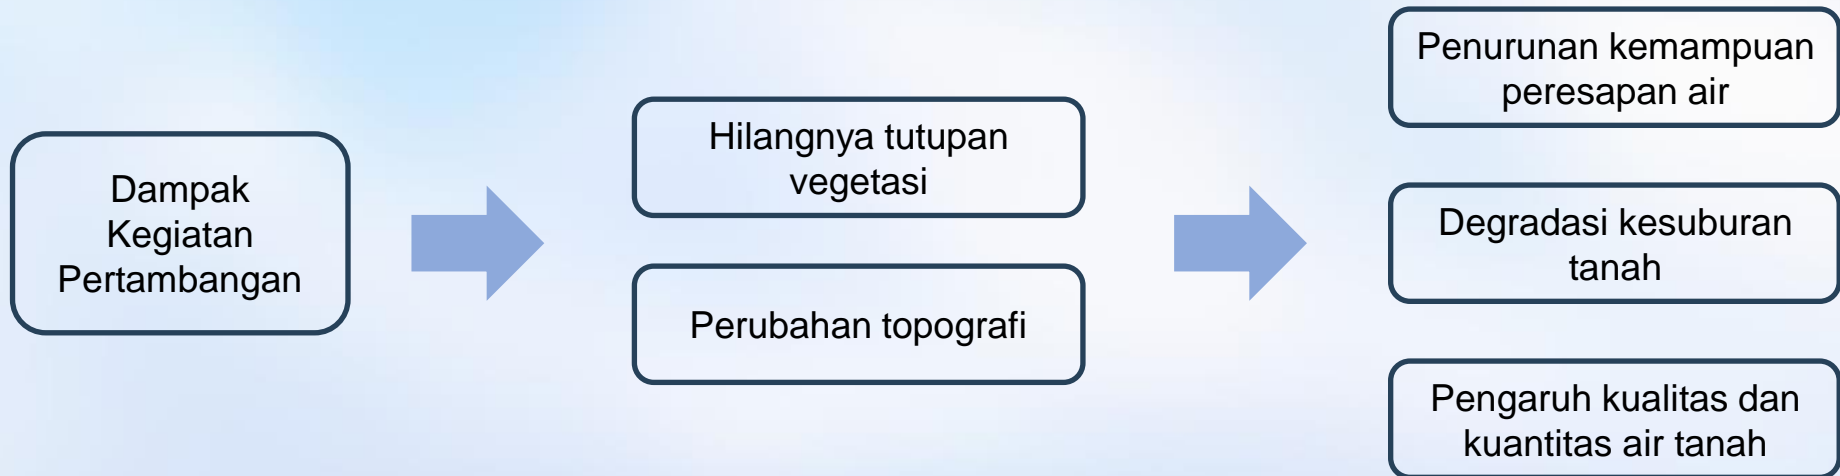 Dampak
Kegiatan
Pertambangan
Hilangnya tutupan
vegetasi
Perubahan topografi
Penurunan kemampuan
peresapan air
Degradasi kesuburan
tanah
Pengaruh kualitas dan
kuantitas air tanah